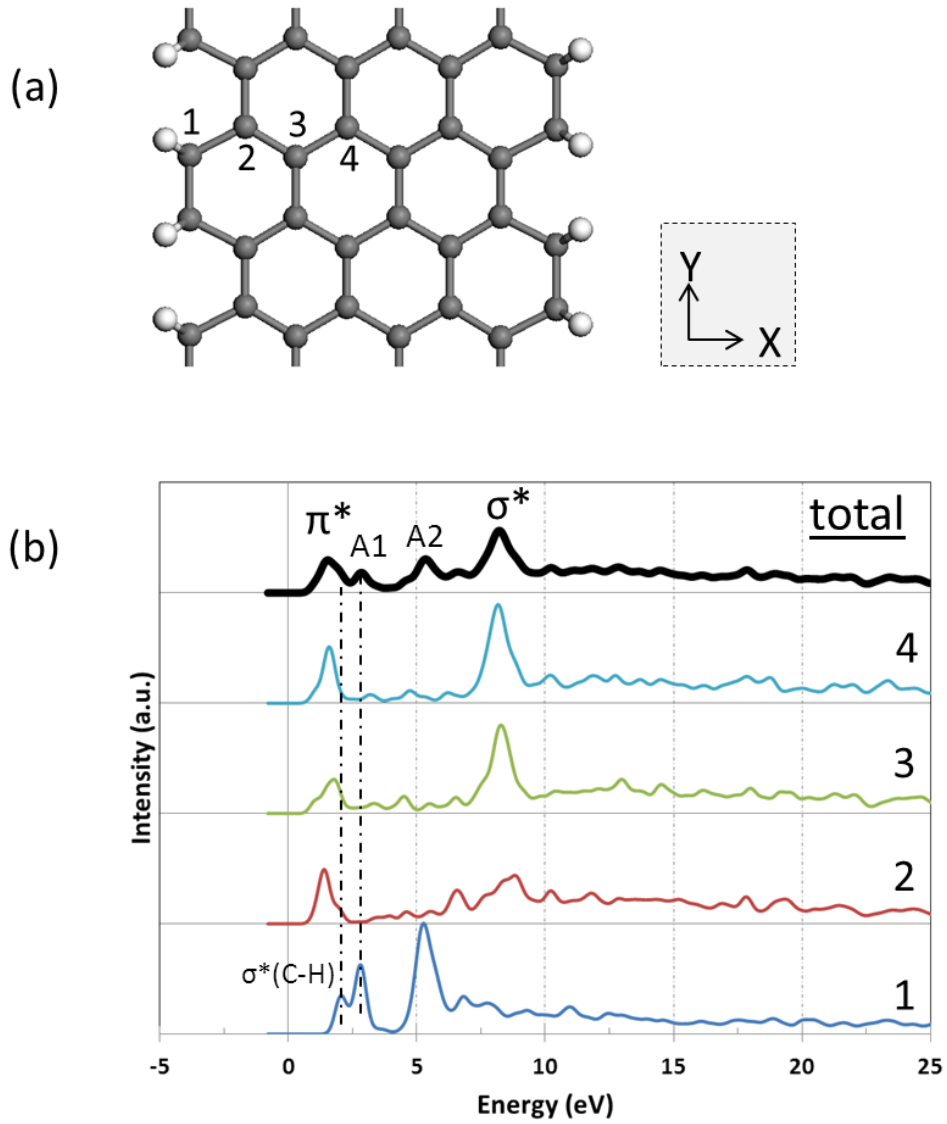 (a)
1
3
2
4
Y
X
(b)
π*
A1
A2
σ*
total
4
3
2
σ*(C-H)
1
Intensity (a.u.)
-5 0 5 10 15 20 25
Energy (eV)